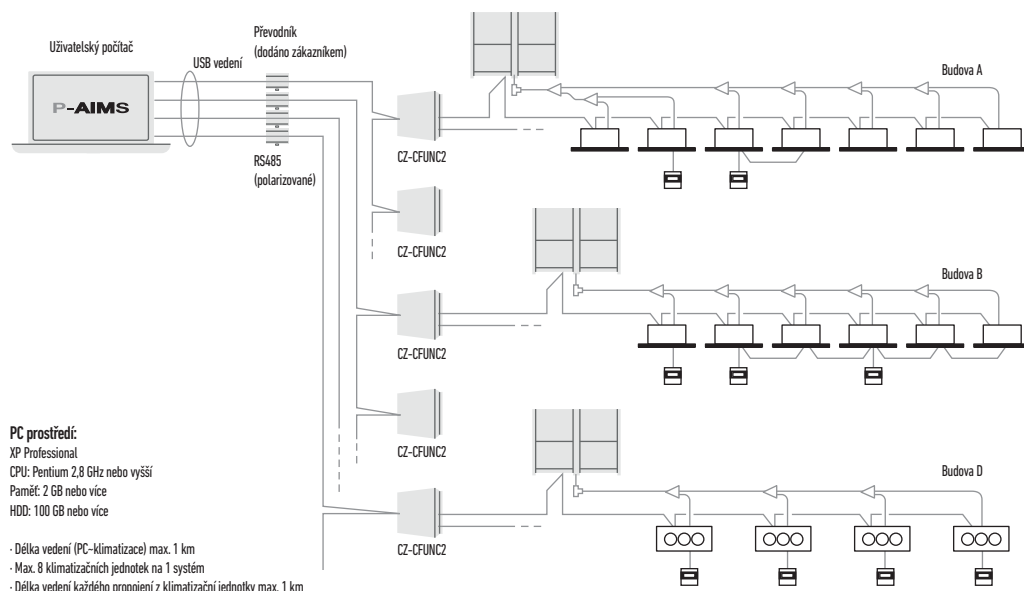 Uživatelský počítač
P-AIMS
USB vedení
Převodník
(dodáno zákazníkem)
RS485
(polarizované)
CZ-CFUNC2
CZ-CFUNC2
CZ-CFUNC2
CZ-CFUNC2
CZ-CFUNC2
Budova A
Budova B
Budova D
PC prostředí:
XP Professional
CPU: Pentium 2,8 GHz nebo vyšší
Paměť: 2 GB nebo více
HDD: 100 GB nebo více
· Délka vedení (PC-klimatizace) max. 1 km
· Max. 8 klimatizačních jednotek na 1 systém
· Délka vedení každého propojení z klimatizační jednotky max. 1 km